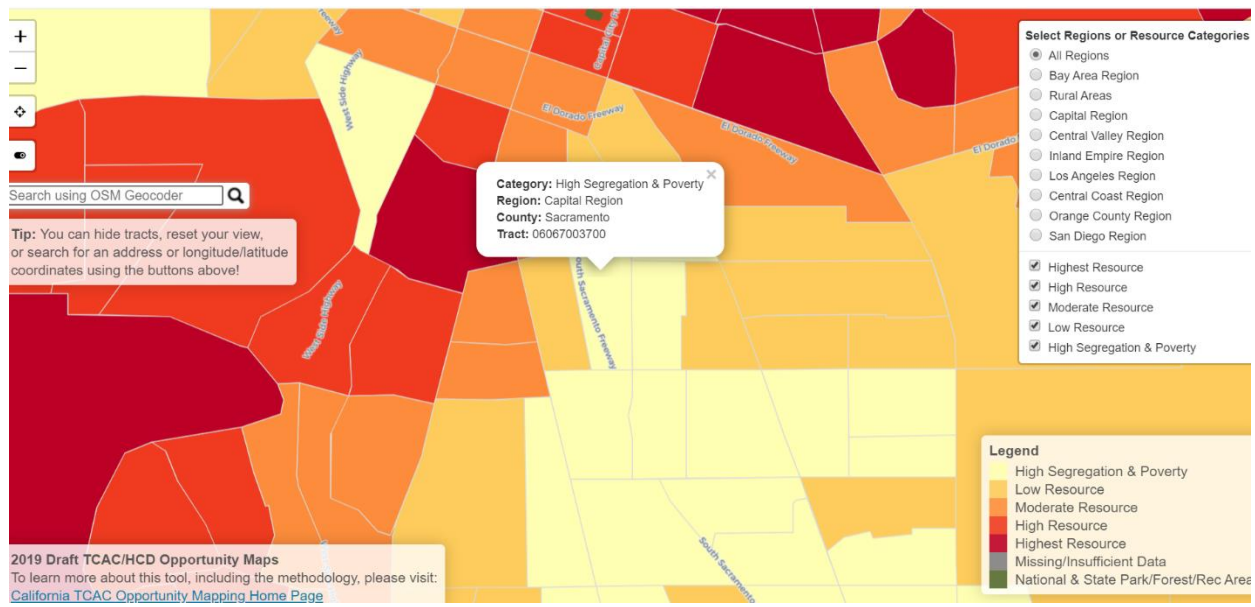 Freeway
West Side Highway
Capital City
El Dorado Freeway
El Dorado Freeway
El Dorado
+
−
Search using OSM Geocoder
Tip: You can hide tracts, reset your view,
or search for an address or longitude/latitude
coordinates using the buttons above!
Category: High Segregation & Poverty
Region: Capital Region
County: Sacramento
Tract: 06067003700
×
South Sacramento Freeway
West Side Highway
South Sacramento Freeway
Select Regions or Resource Categories
All Regions
Bay Area Region
Rural Areas
Capital Region
Central Valley Region
Inland Empire Region
Los Angeles Region
Central Coast Region
Orange County Region
San Diego Region
Highest Resource
High Resource
Moderate Resource
Low Resource
High Segregation & Poverty
Legend
High Segregation & Poverty
Low Resource
Moderate Resource
High Resource
Highest Resource
Missing/Insufficient Data
National & State Park/Forest/Rec Area
2019 Draft TCAC/HCD Opportunity Maps
To learn more about this tool, including the methodology, please visit:
California TCAC Opportunity Mapping Home Page